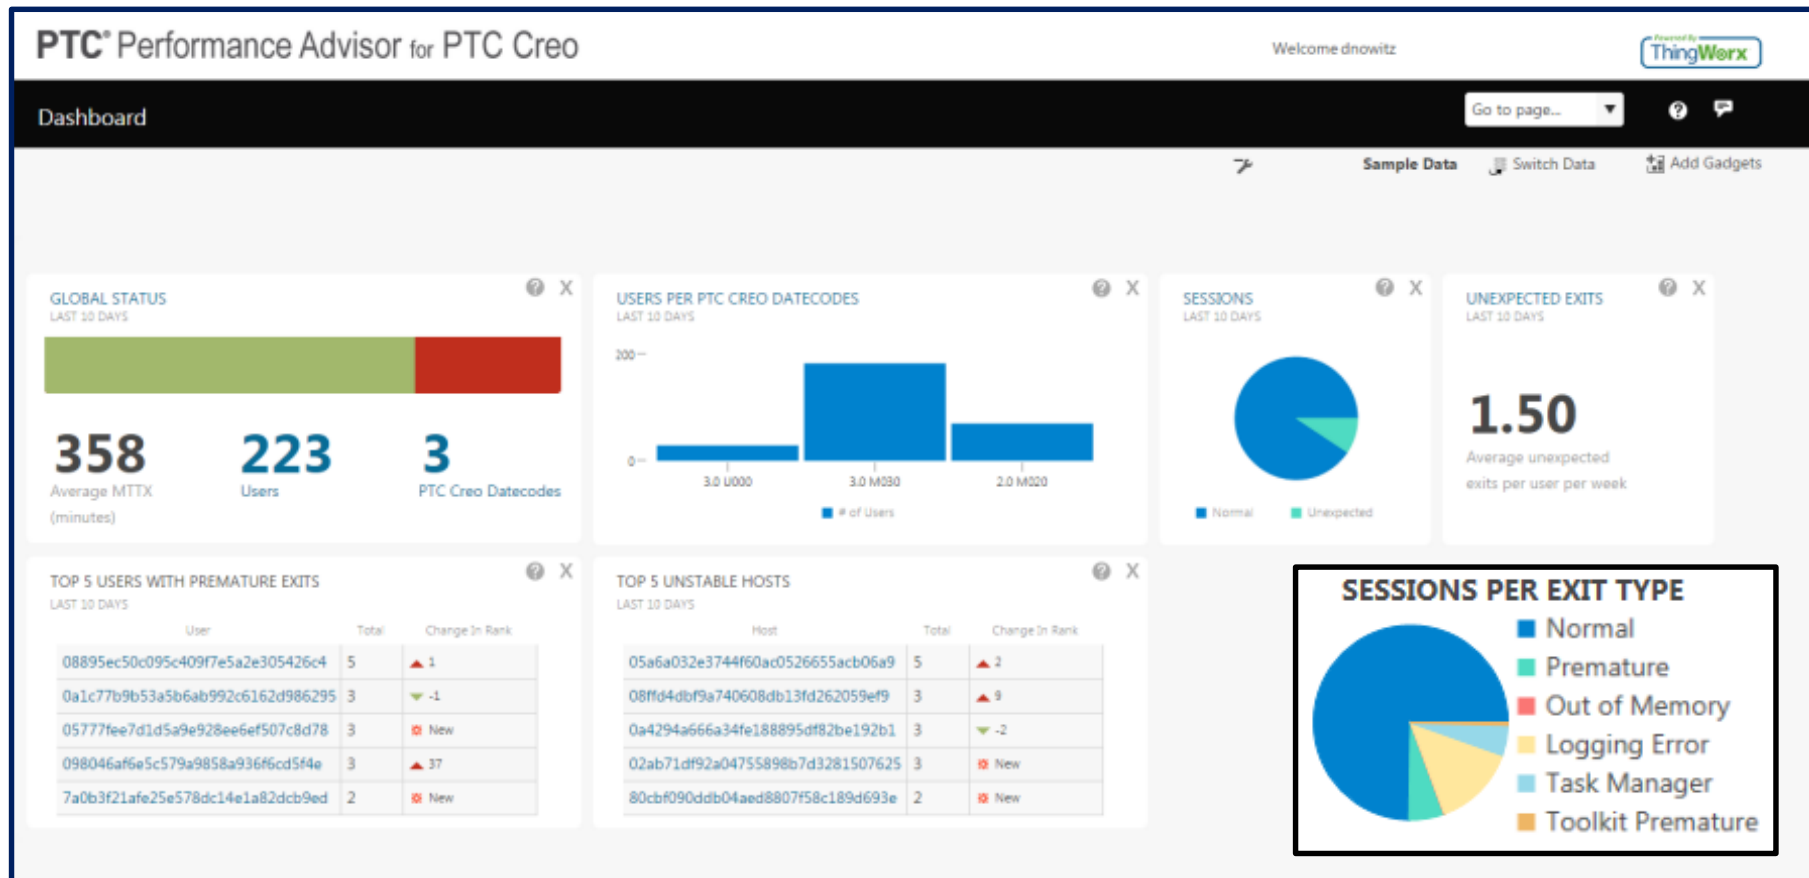 PTC® Performance Advisor for PTC Creo
Welcome dnowitz
Powered By
ThingWorx
Dashboard
Go to page...
Sample Data
Switch Data
Add Gadgets
GLOBAL STATUS
LAST 10 DAYS
358
Average MTTX
(minutes)
223
Users
3
PTC Creo Datecodes
USERS PER PTC CREO DATECODES
LAST 10 DAYS
200
0
3.0 U000
3.0 M030
2.0 M020
# of Users
SESSIONS
LAST 10 DAYS
Normal
Unexpected
UNEXPECTED EXITS
LAST 10 DAYS
1.50
Average unexpected
exits per user per week
TOP 5 USERS WITH PREMATURE EXITS
LAST 10 DAYS
User Total Change In Rank
08895ec50c095c409f7e5a2e305426c4 5 1
0a1c77b9b53a5b6ab992c6162d986295 3 -1
05777fee7d1d5a9e928ee6ef507c8d78 3 New
098046af6e5c579a9858a936f6cd5f4e 3 37
7a0b3f21afe25e578dc14e1a82dcb9ed 2 New
TOP 5 UNSTABLE HOSTS
LAST 10 DAYS
Host Total Change In Rank
05a6a032e3744f60ac0526655acb06a9 5 2
08ffd4dbf9a740608db13fd262059ef9 3 9
0a4294a666a34fe188895df82be192b1 3 -2
02ab71df92a04755898b7d3281507625 3 New
80cbf090ddb04aed8807f58c189d693e 2 New
SESSIONS PER EXIT TYPE
Normal
Premature
Out of Memory
Logging Error
Task Manager
Toolkit Premature